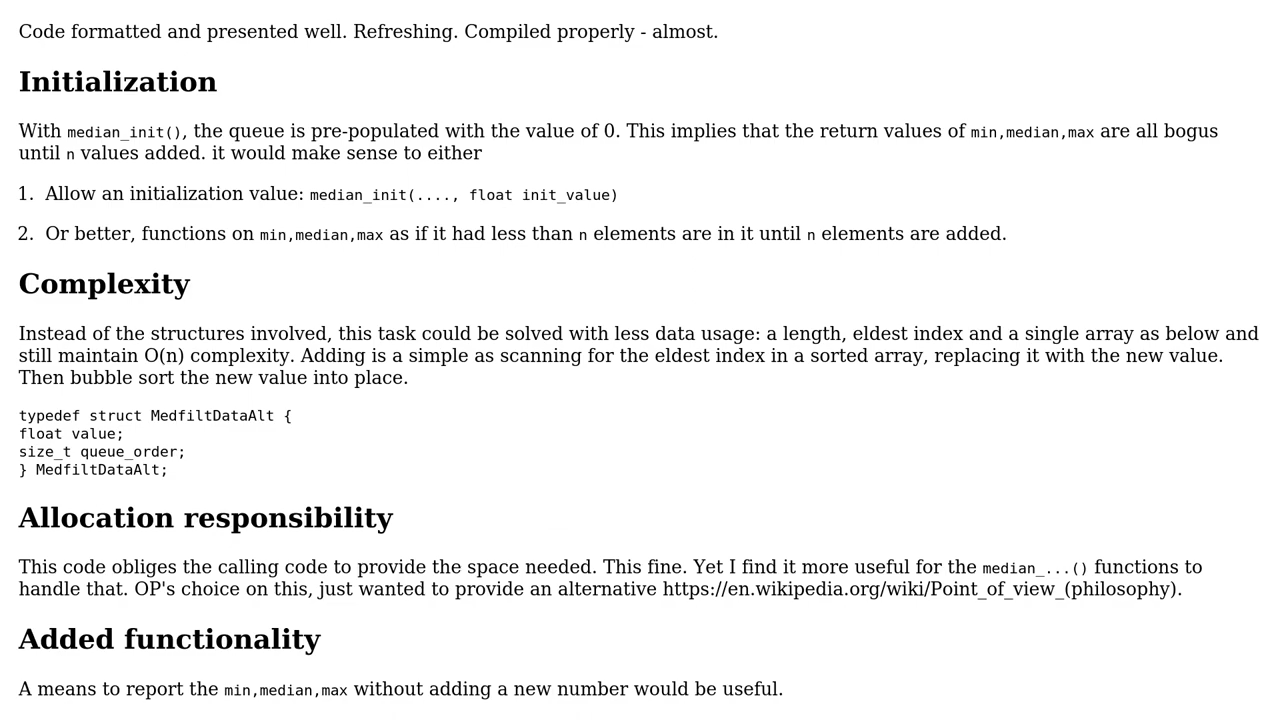 Code formatted and presented well. Refreshing. Compiled properly - almost.
Initialization
With median_init(), the queue is pre-populated with the value of 0. This implies that the return values of min,median,max are all bogus
until n values added. it would make sense to either
1. Allow an initialization value: median_init(...., float init_value)
2. Or better, functions on min,median,max as if it had less than n elements are in it until n elements are added.
Complexity
Instead of the structures involved, this task could be solved with less data usage: a length, eldest index and a single array as below and
still maintain O(n) complexity. Adding is a simple as scanning for the eldest index in a sorted array, replacing it with the new value.
Then bubble sort the new value into place.
typedef struct MedfiltDataAlt {
float value;
size_t queue_order;
} MedfiltDataAlt;
Allocation responsibility
This code obliges the calling code to provide the space needed. This fine. Yet I find it more useful for the median_...() functions to
handle that. OP's choice on this, just wanted to provide an alternative https://en.wikipedia.org/wiki/Point_of_view_(philosophy).
Added functionality
A means to report the min,median,max without adding a new number would be useful.